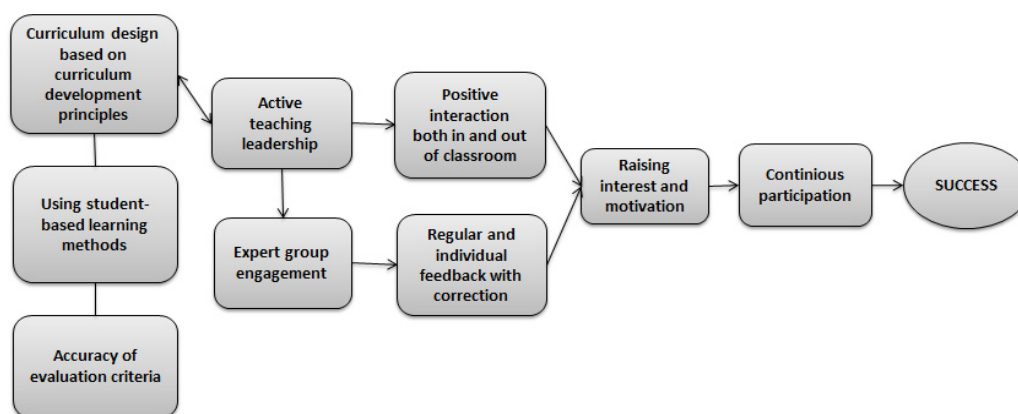 Curriculum design
based on
curriculum
development
principles
Using student-
based learning
methods
Accuracy of
evaluation criteria
Active
teaching
leadership
Expert group
engagement
Positive
interaction
both in and out
of classroom
Regular and
individual
feedback with
correction
Raising
interest and
motivation
Continious
participation
SUCCESS